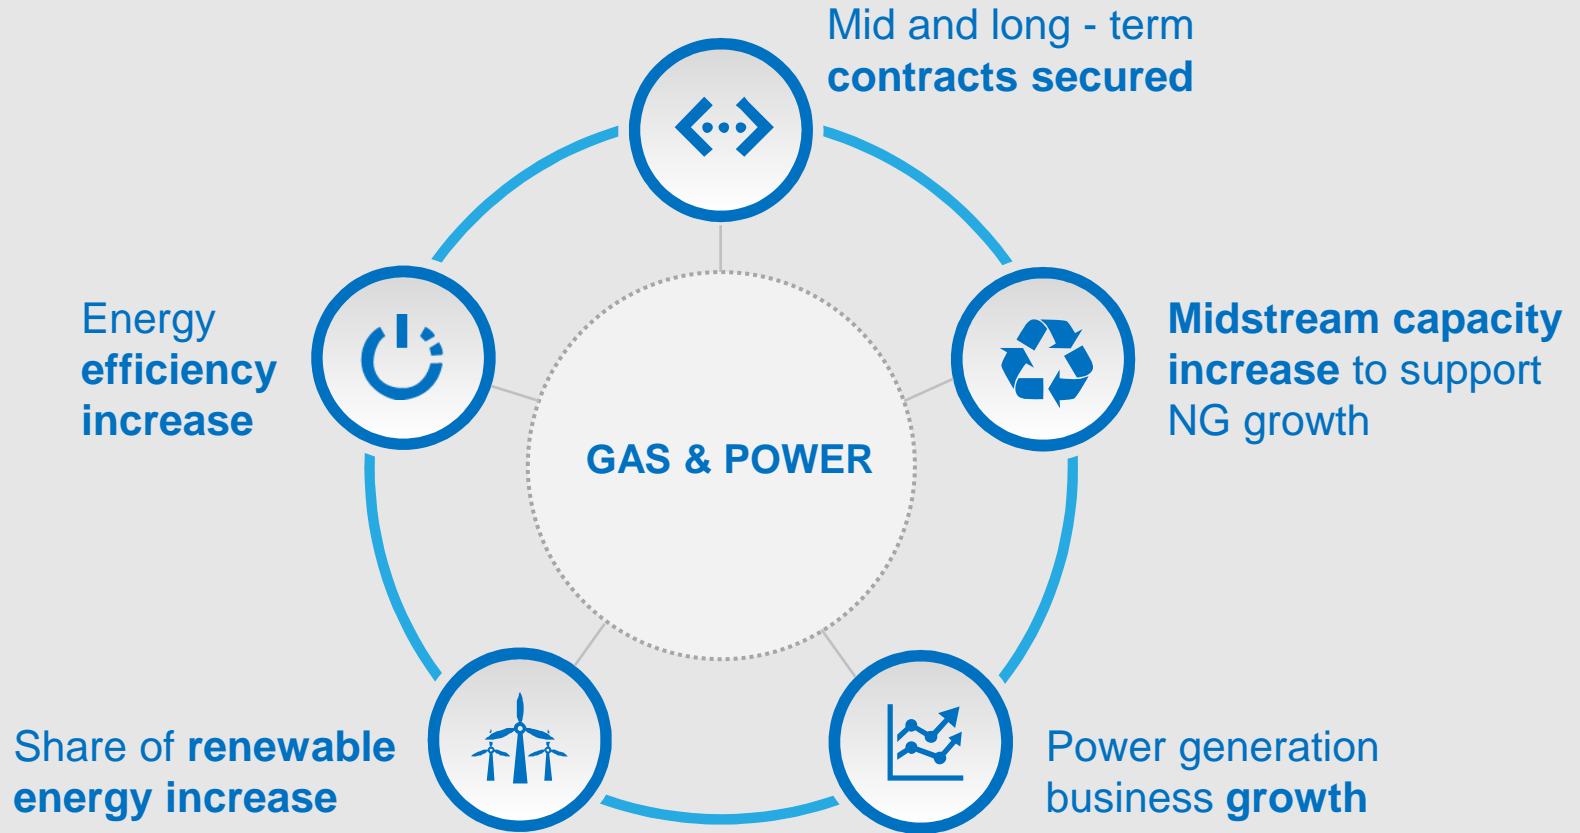 Mid and long - term
contracts secured
Energy
efficiency
increase
Midstream capacity
increase to support
NG growth
GAS & POWER
Share of renewable
energy increase
Power generation
business growth